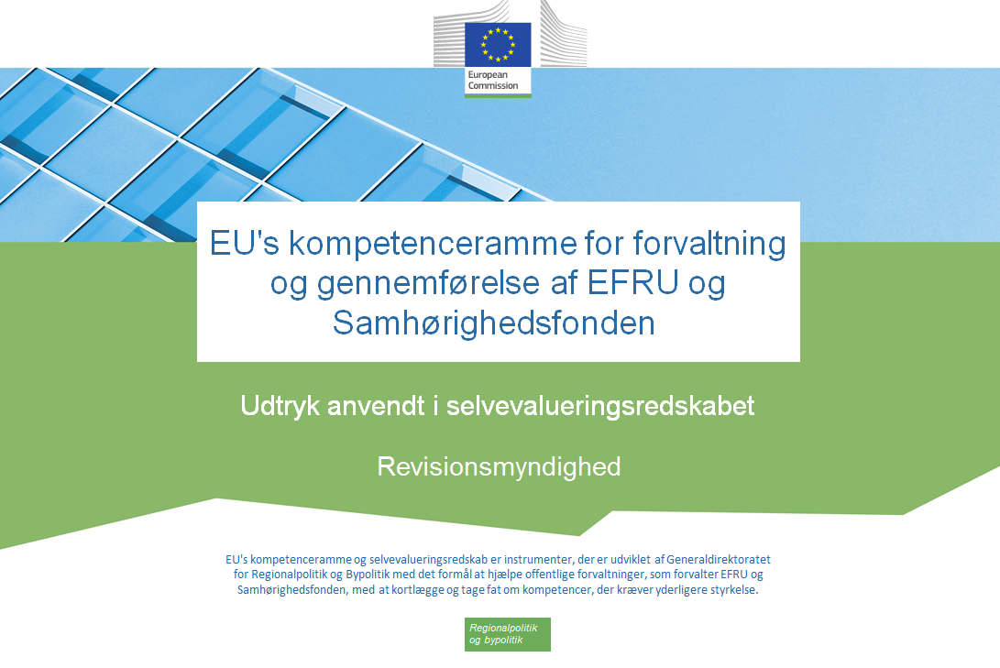 European
Commission
EU's kompetenceramme for forvaltning
og gennemførelse af EFRU og
Samhørighedsfonden
Udtryk anvendt i selvevalueringsredskabet
Revisionsmyndighed
EU's kompetenceramme og selvevalueringsredskab er instrumenter, der er udviklet af Generaldirektoratet
for Regionalpolitik og Bypolitik med det formål at hjælpe offentlige forvaltninger, som forvalter EFRU og
Samhørighedsfonden, med at kortlægge og tage fat om kompetencer, der kræver yderligere styrkelse.
Regionalpolitik
og bypolitik